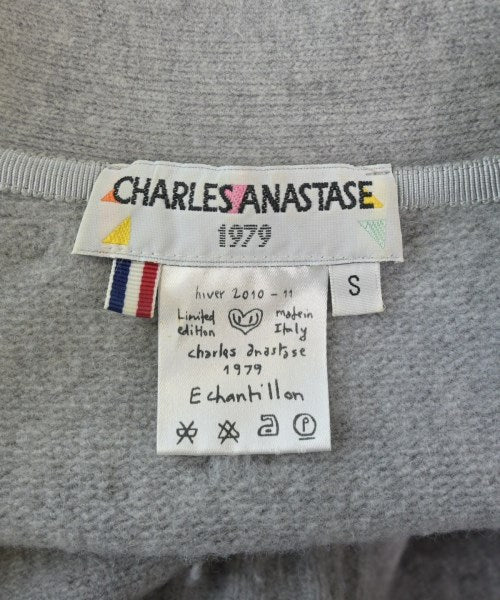 CHARLES ANASTASE
1979
S
hiver 2010 - 11
Limited edition
made in Italy
charles anastase
1979
Echantillon
P